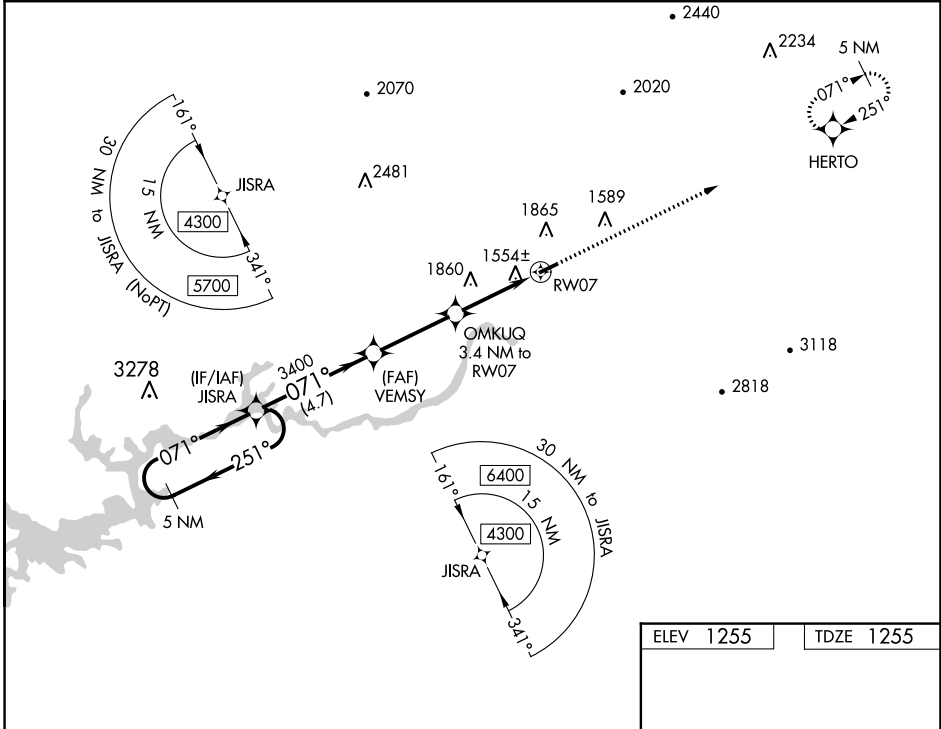 2440
2234
5 NM
071°
251°
HERTO
2070
2020
161°
JISRA
30 NM to JISRA (NoPT)
15 NM
4300
341°
5700
2481
1865
1589
1860
1554±
RW07
OMKUQ
3.4 NM to
RW07
3118
2818
3278
(IF/IAF)
JISRA
3400
071°
(4.7)
(FAF)
VEMSY
071°
251°
5 NM
30 NM to JISRA
6400
161°
15 NM
4300
JISRA
341°
ELEV 1255
TDZE 1255